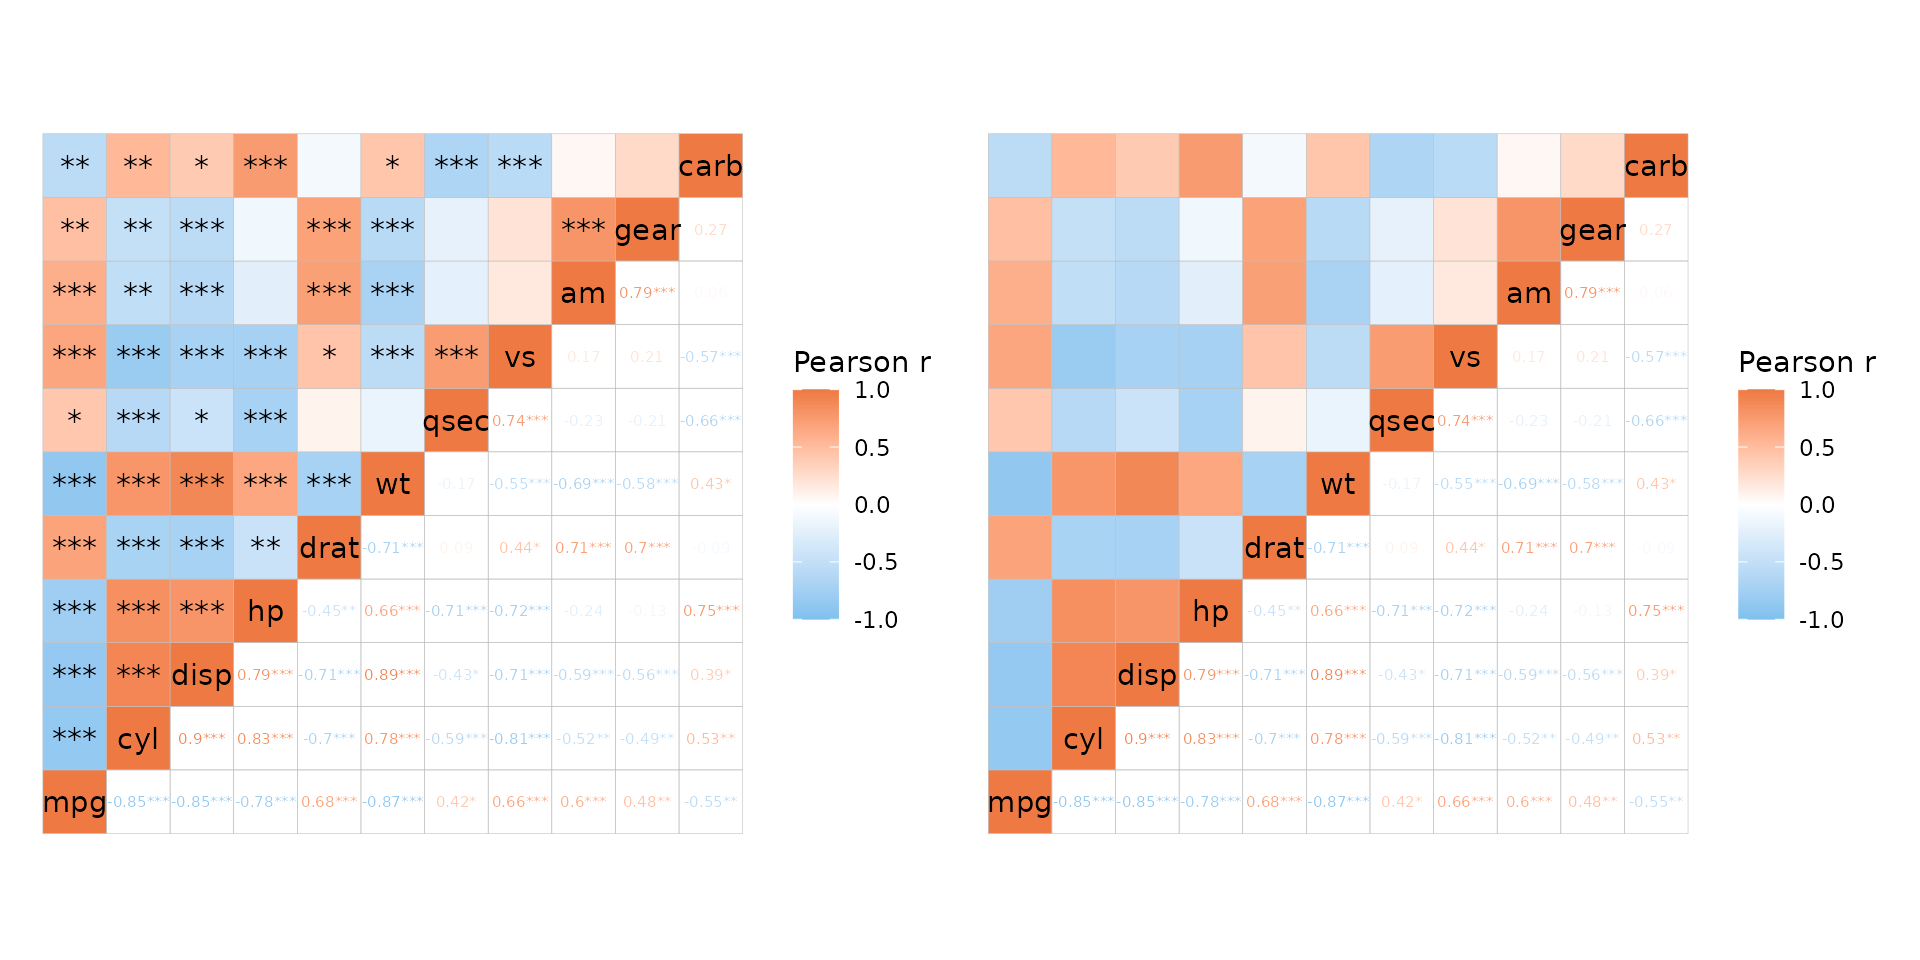 ** ** * *** * *** *** carb
** ** *** *** *** *** gear 0.27
*** ** *** *** *** am 0.79*** 0.06
*** *** *** *** * *** *** vs 0.17 0.21 -0.57***
* *** * *** qsec 0.74*** -0.23 -0.21 -0.66***
*** *** *** *** *** wt -0.17 -0.55*** -0.69*** -0.58*** 0.43*
*** *** *** ** drat -0.71*** 0.09 0.44* 0.71*** 0.7*** -0.09
*** *** *** hp -0.45** 0.66*** -0.71*** -0.72*** -0.24 -0.13 0.75***
*** *** disp 0.79*** -0.71*** 0.89*** -0.43* -0.71*** -0.59*** -0.56*** 0.39*
*** cyl 0.9*** 0.83*** -0.7*** 0.78*** -0.59*** -0.81*** -0.52** -0.49** 0.53**
mpg -0.85*** -0.85*** -0.78*** 0.68*** -0.87*** 0.42* 0.66*** 0.6*** 0.48** -0.55**
Pearson r
1.0
0.5
0.0
-0.5
-1.0
carb
gear 0.27
am 0.79*** 0.06
vs 0.17 0.21 -0.57***
qsec 0.74*** -0.23 -0.21 -0.66***
wt -0.17 -0.55*** -0.69*** -0.58*** 0.43*
drat -0.71*** 0.09 0.44* 0.71*** 0.7*** -0.09
hp -0.45** 0.66*** -0.71*** -0.72*** -0.24 -0.13 0.75***
disp 0.79*** -0.71*** 0.89*** -0.43* -0.71*** -0.59*** -0.56*** 0.39*
cyl 0.9*** 0.83*** -0.7*** 0.78*** -0.59*** -0.81*** -0.52** -0.49** 0.53**
mpg -0.85*** -0.85*** -0.78*** 0.68*** -0.87*** 0.42* 0.66*** 0.6*** 0.48** -0.55**
Pearson r
1.0
0.5
0.0
-0.5
-1.0